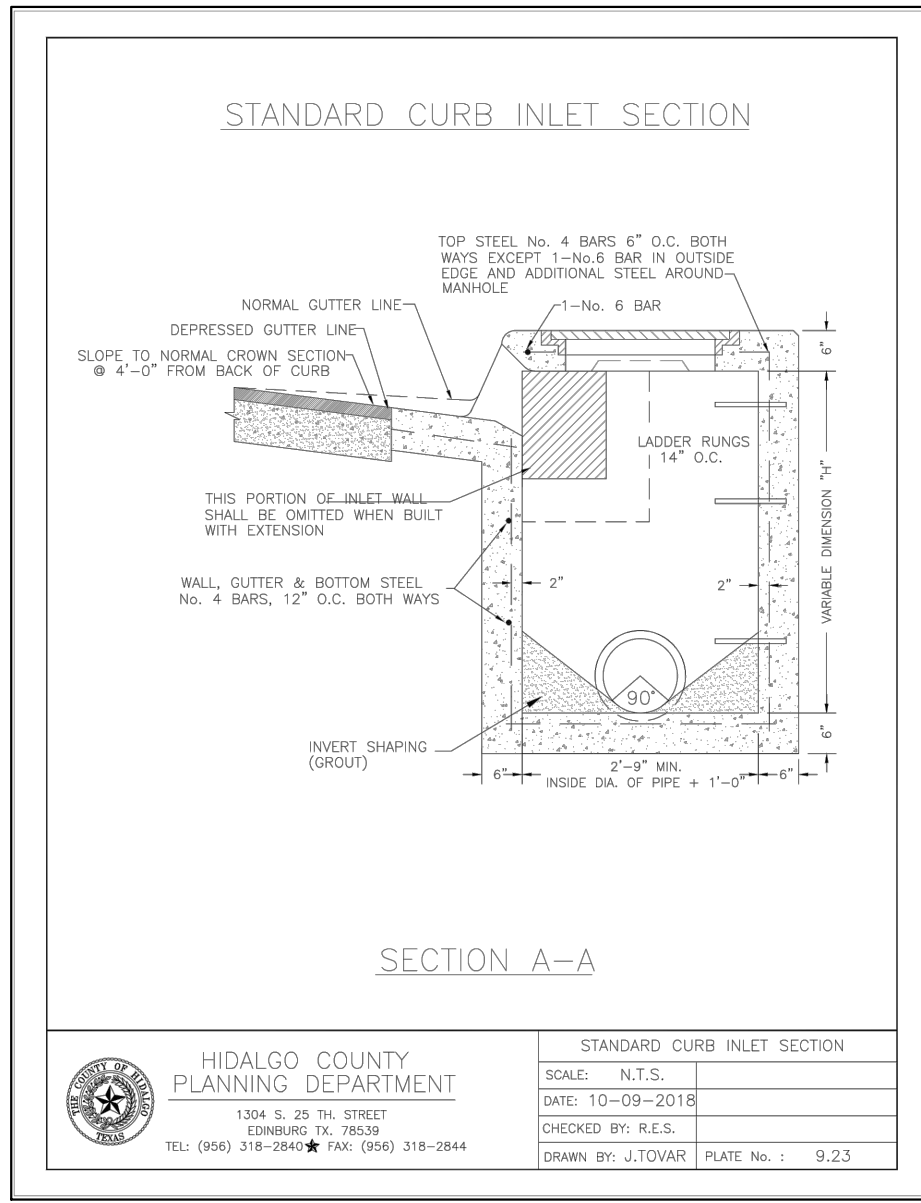 STANDARD CURB INLET SECTION
TOP STEEL No. 4 BARS 6" O.C. BOTH
WAYS EXCEPT 1-No.6 BAR IN OUTSIDE
EDGE AND ADDITIONAL STEEL AROUND
MANHOLE
NORMAL GUTTER LINE
1-No. 6 BAR
DEPRESSED GUTTER LINE
SLOPE TO NORMAL CROWN SECTION
@ 4'-0" FROM BACK OF CURB
6"
LADDER RUNGS
14" O.C.
VARIABLE DIMENSION "H"
THIS PORTION OF INLET WALL
SHALL BE OMITTED WHEN BUILT
WITH EXTENSION
WALL, GUTTER & BOTTOM STEEL
No. 4 BARS, 12" O.C. BOTH WAYS
2"
2"
90°
6"
INVERT SHAPING
(GROUT)
6"
2'-9" MIN.
INSIDE DIA. OF PIPE + 1'-0"
6"
SECTION A-A
THE COUNTY OF HIDALGO
TEXAS
HIDALGO COUNTY
PLANNING DEPARTMENT
1304 S. 25 TH. STREET
EDINBURG TX. 78539
TEL: (956) 318-2840 FAX: (956) 318-2844
STANDARD CURB INLET SECTION
SCALE: N.T.S.
DATE: 10-09-2018
CHECKED BY: R.E.S.
DRAWN BY: J.TOVAR PLATE No. : 9.23